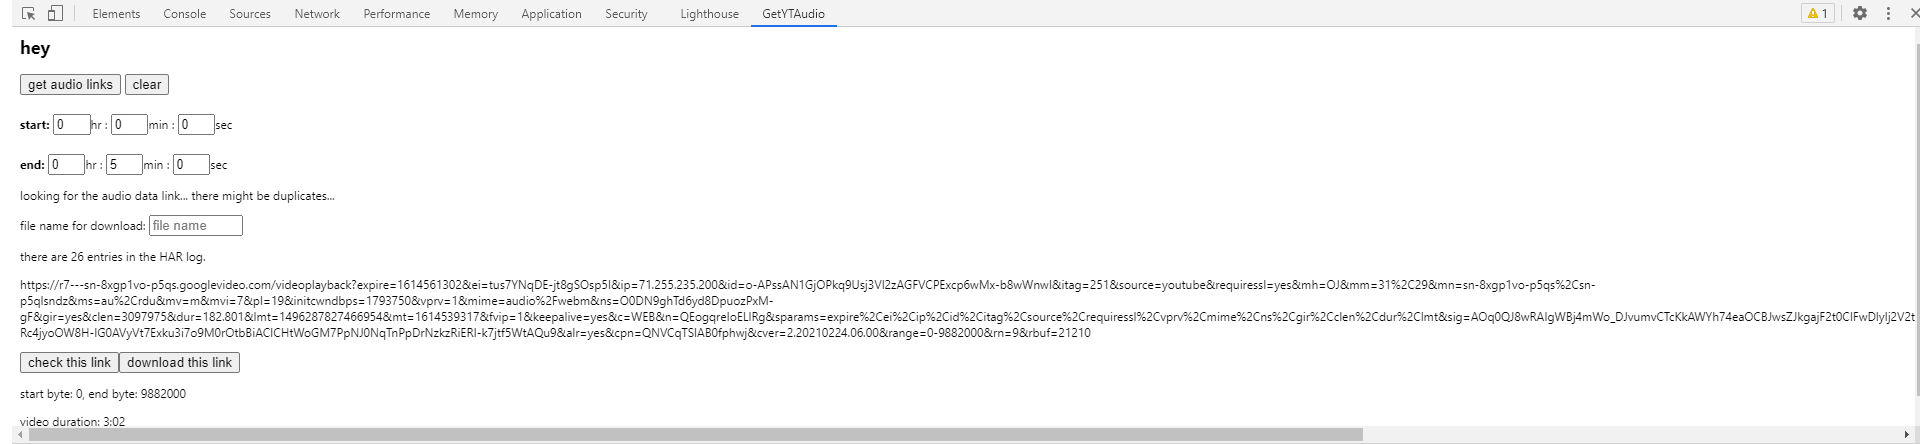 Elements Console Sources Network Performance Memory Application Security Lighthouse GetYTAudio 1
hey
get audio links clear
start: 0 hr : 0 min : 0 sec
end: 0 hr : 5 min : 0 sec
looking for the audio data link... there might be duplicates...
file name for download: file name
there are 26 entries in the HAR log.
https://r7---sn-8xgp1vo-p5qs.googlevideo.com/videoplayback?expire=1614561302&ei=tus7YNqDE-jt8gSOsp5I&ip=71.255.235.200&id=o-APssAN1GjOPkq9Usj3Vl2zAGFVCPExcp6wMx-b8wWnwI&itag=251&source=youtube&requiressl=yes&mh=OJ&mm=31%2C29&mn=sn-8xgp1vo-p5qs%2Csn-
p5qlsndz&ms=au%2Crdu&mv=m&mvi=7&pl=19&initcwndbps=1793750&vprv=1&mime=audio%2Fwebm&ns=O0DN9ghTd6yd8DpuozPxM-
gF&gir=yes&clen=3097975&dur=182.801&lmt=1496287827466954&mt=1614539317&fvip=1&keepalive=yes&c=WEB&n=QEogqreIoELIRg&sparams=expire%2Cei%2Cip%2Cid%2Citag%2Csource%2Crequiressl%2Cvprv%2Cmime%2Cns%2Cgir%2Cclen%2Cdur%2Clmt&sig=AOq0QJ8wRAIgWBj4mWo_DJvumvCTcKkAWYh74eaOCBJwsZJkgajF2t0CIFwDIyIj2V2t
Rc4jyoOW8H-IG0AVyVt7Exku3i7o9M0rOtbBiAClCHtWoGM7PpNJ0NqTnPpDrNzkzRiERl-k7jtf5WtAQu9&alr=yes&cpn=QNVCqTSIAB0fphwj&cver=2.20210224.06.00&range=0-9882000&rn=9&rbuf=21210
check this link download this link
start byte: 0, end byte: 9882000
video duration: 3:02